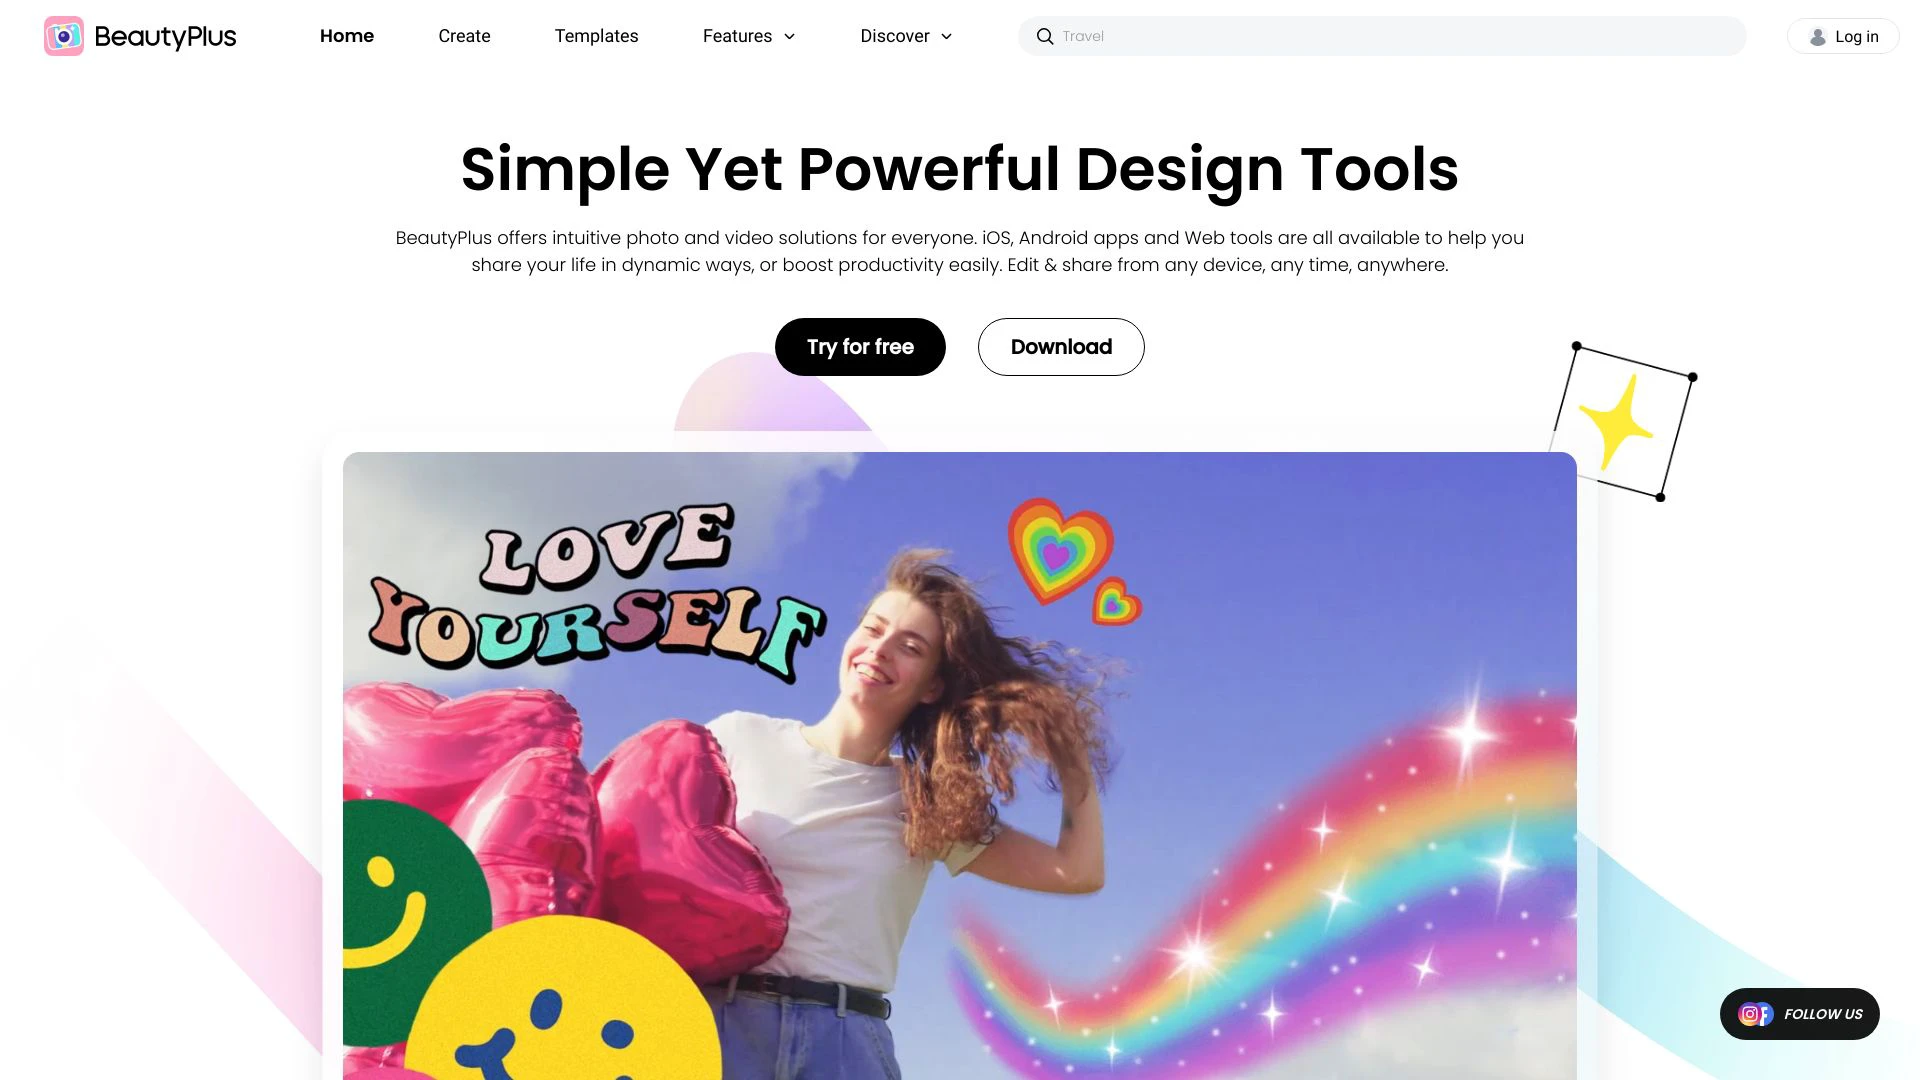 BeautyPlus
Home
Create
Templates
Features
Discover
Travel
Log in
Simple Yet Powerful Design Tools
BeautyPlus offers intuitive photo and video solutions for everyone. iOS, Android apps and Web tools are all available to help you
share your life in dynamic ways, or boost productivity easily. Edit & share from any device, any time, anywhere.
Try for free
Download
LOVE
YOURSELF
FOLLOW US